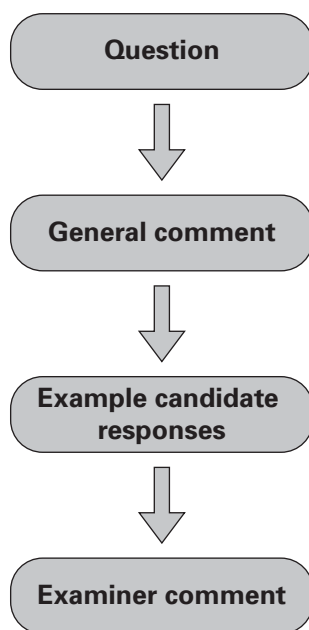 Question
General comment
Example candidate
responses
Examiner comment